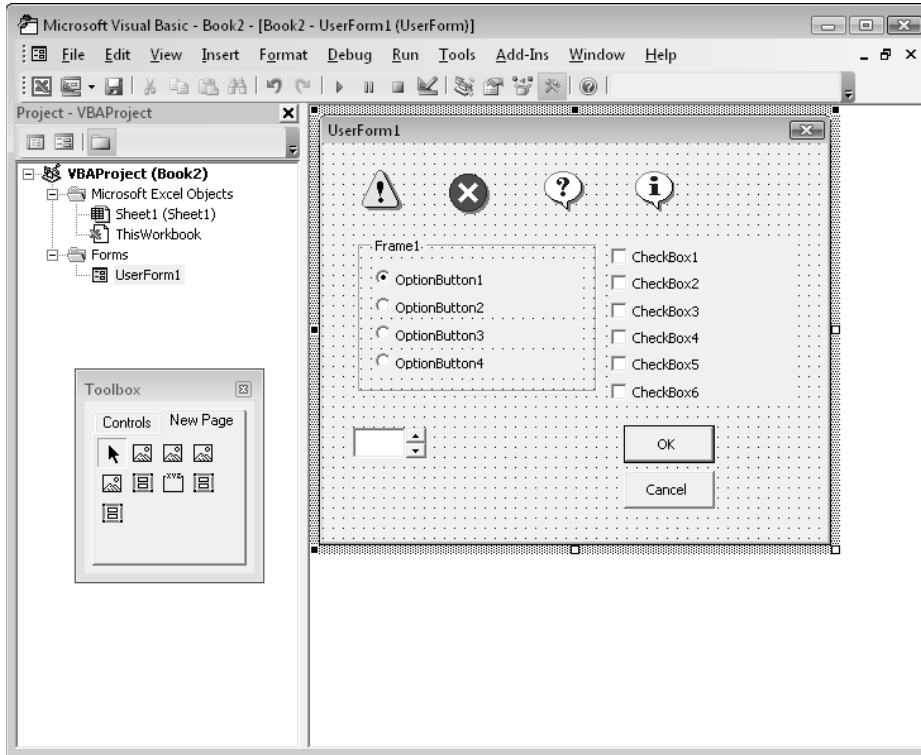 Microsoft Visual Basic - Book2 - [Book2 - UserForm1 (UserForm)]
File Edit View Insert Format Debug Run Tools Add-Ins Window Help
Project - VBAProject
VBAProject (Book2)
Microsoft Excel Objects
Sheet1 (Sheet1)
ThisWorkbook
Forms
UserForm1
Toolbox
Controls New Page
XYZ
UserForm1
Frame1
OptionButton1
OptionButton2
OptionButton3
OptionButton4
CheckBox1
CheckBox2
CheckBox3
CheckBox4
CheckBox5
CheckBox6
OK
Cancel